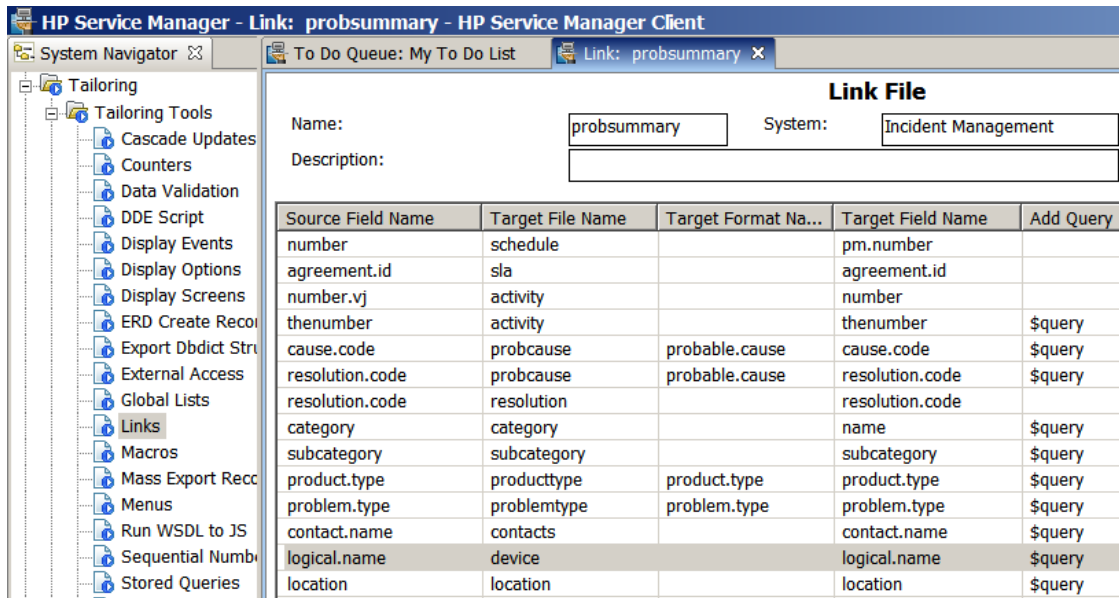 HP Service Manager - Link: probsummary - HP Service Manager Client
System Navigator
To Do Queue: My To Do List
Link: probsummary
Tailoring
Tailoring Tools
Cascade Updates
Counters
Data Validation
DDE Script
Display Events
Display Options
Display Screens
ERD Create Recor
Export Dbdict Stru
External Access
Global Lists
Links
Macros
Mass Export Reco
Menus
Run WSDL to JS
Sequential Numbe
Stored Queries
Link File
Name: probsummary System: Incident Management
Description:
Source Field Name Target File Name Target Format Na... Target Field Name Add Query
number schedule pm.number
agreement.id sla agreement.id
number.vj activity number
thenumber activity thenumber $query
cause.code probcause probable.cause cause.code $query
resolution.code probcause probable.cause resolution.code $query
resolution.code resolution resolution.code
category category name $query
subcategory subcategory subcategory $query
product.type producttype product.type product.type $query
problem.type problemtype problem.type problem.type $query
contact.name contacts contact.name $query
logical.name device logical.name $query
location location location $query